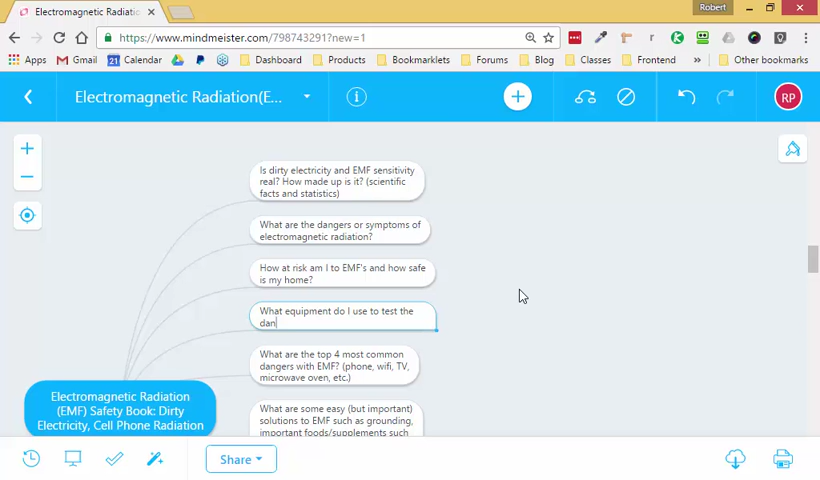 Robert
Electromagnetic Radiatio
https://www.mindmeister.com/798743291?new=1
Apps Gmail 21 Calendar Dashboard Products Bookmarklets Forums Blog Classes Frontend » Other bookmarks
Electromagnetic Radiation(E... RP
Is dirty electricity and EMF sensitivity
real? How made up is it? (scientific
facts and statistics)
What are the dangers or symptoms of
electromagnetic radiation?
How at risk am I to EMF's and how safe
is my home?
What equipment do I use to test the
dan
What are the top 4 most common
dangers with EMF? (phone, wifi, TV,
microwave oven, etc.)
What are some easy (but important)
solutions to EMF such as grounding,
important foods/supplements such
Electromagnetic Radiation
(EMF) Safety Book: Dirty
Electricity, Cell Phone Radiation
Share